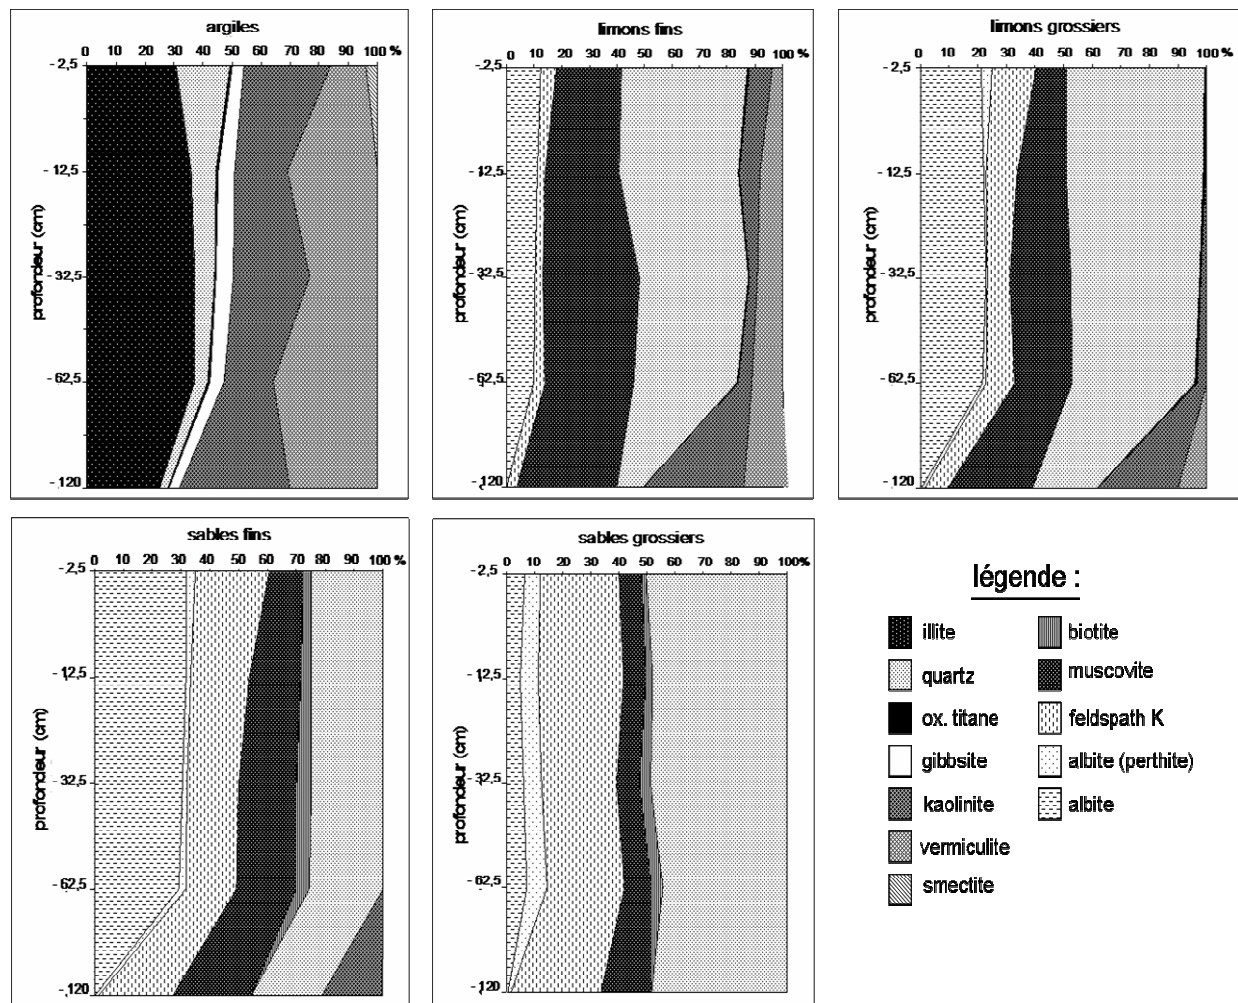 argiles
0 10 20 30 40 50 60 70 80 90 100 %
- 2,5
- 12,5
- 32,5
- 62,5
- 120
profondeur (cm)
limons fins
0 10 20 30 40 50 60 70 80 90 100 %
- 2,5
- 12,5
- 32,5
- 62,5
- 120
profondeur (cm)
limons grossiers
0 10 20 30 40 50 60 70 80 90 100 %
- 2,5
- 12,5
- 32,5
- 62,5
- 120
profondeur (cm)
sables fins
0 10 20 30 40 50 60 70 80 90 100 %
- 2,5
- 12,5
- 32,5
- 62,5
- 120
profondeur (cm)
sables grossiers
0 10 20 30 40 50 60 70 80 90 100%
- 2,5
- 12,5
- 32,5
- 62,5
- 120
profondeur (cm)
légende :
illite
quartz
ox. titane
gibbsite
kaolinite
vermiculite
smectite
biotite
muscovite
feldspath K
albite (perthite)
albite